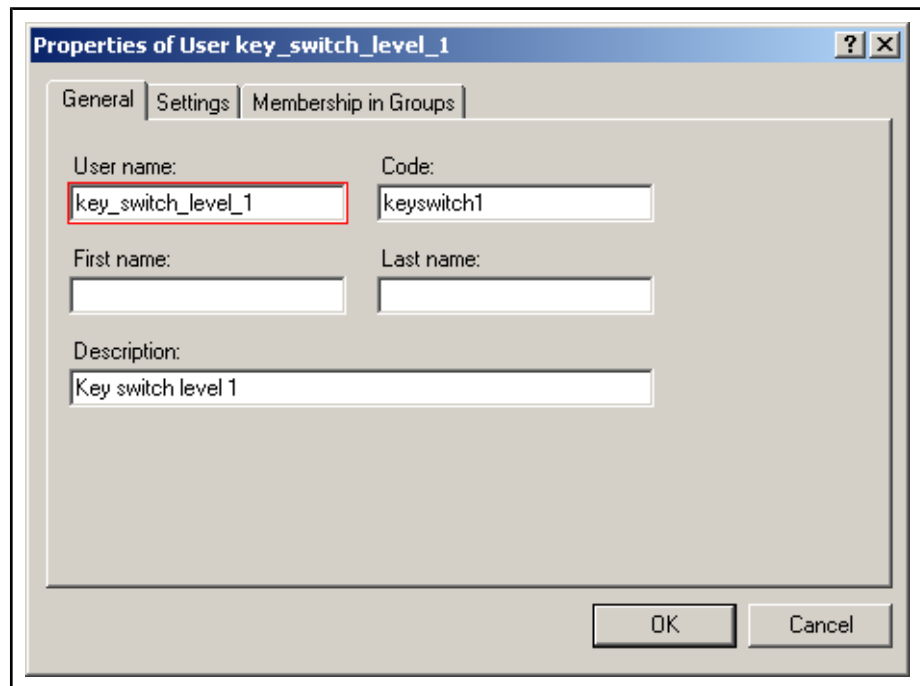 Properties of User key_switch_level_1
General Settings Membership in Groups
User name: Code:
key_switch_level_1 keyswitch1
First name: Last name:
Description:
Key switch level 1
OK Cancel